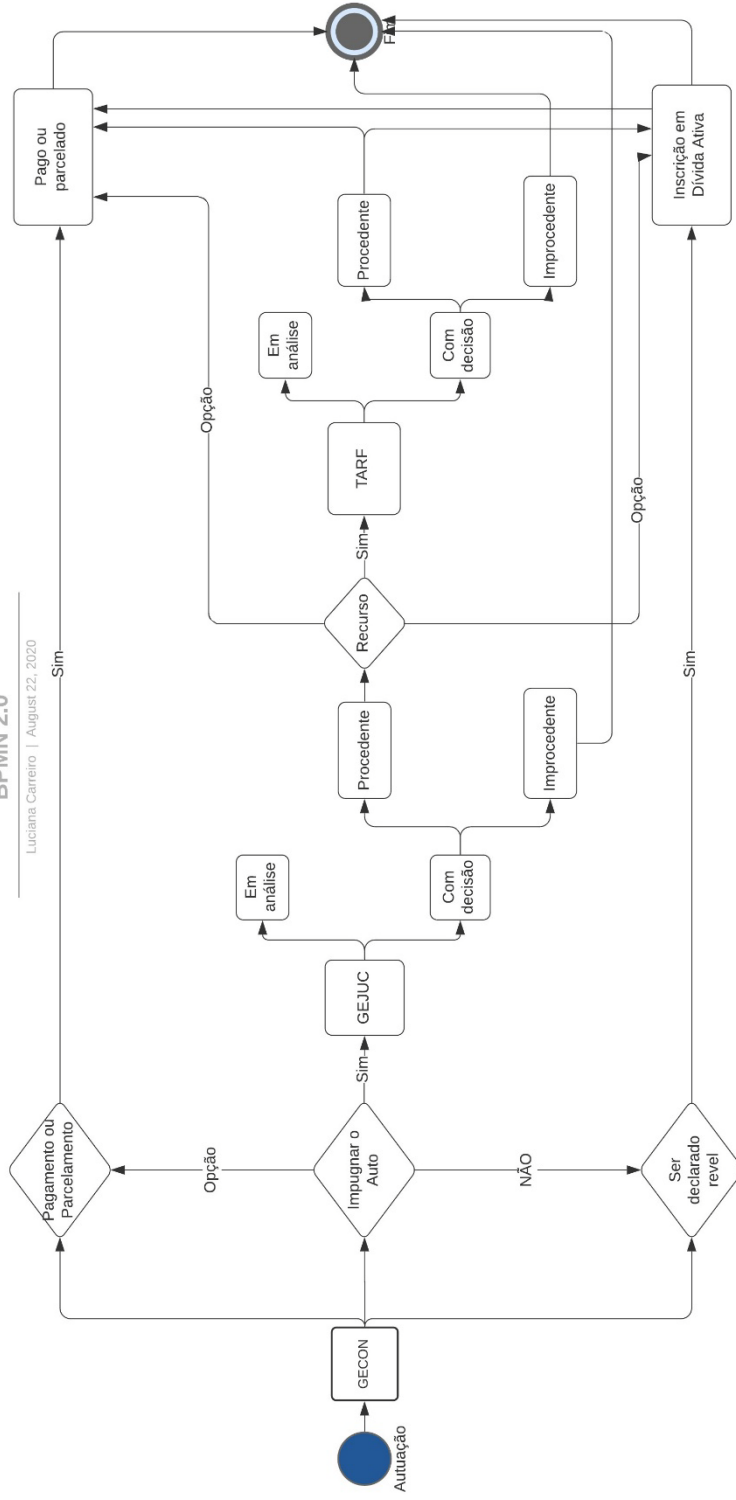 BPMN 2.0
Luciana Carreiro | August 22, 2020
Autuação
GECON
Pagamento ou
Parcelamento
Opção
Impugnar o
Auto
NÃO
Ser
declarado
revel
Sim
Sim
Sim
GEJUC
Em
análise
Com
decisão
Procedente
Improcedente
Recurso
Opção
Sim
Opção
TARF
Em
análise
Com
decisão
Procedente
Improcedente
Pago ou
parcelado
Inscrição em
Dívida Ativa